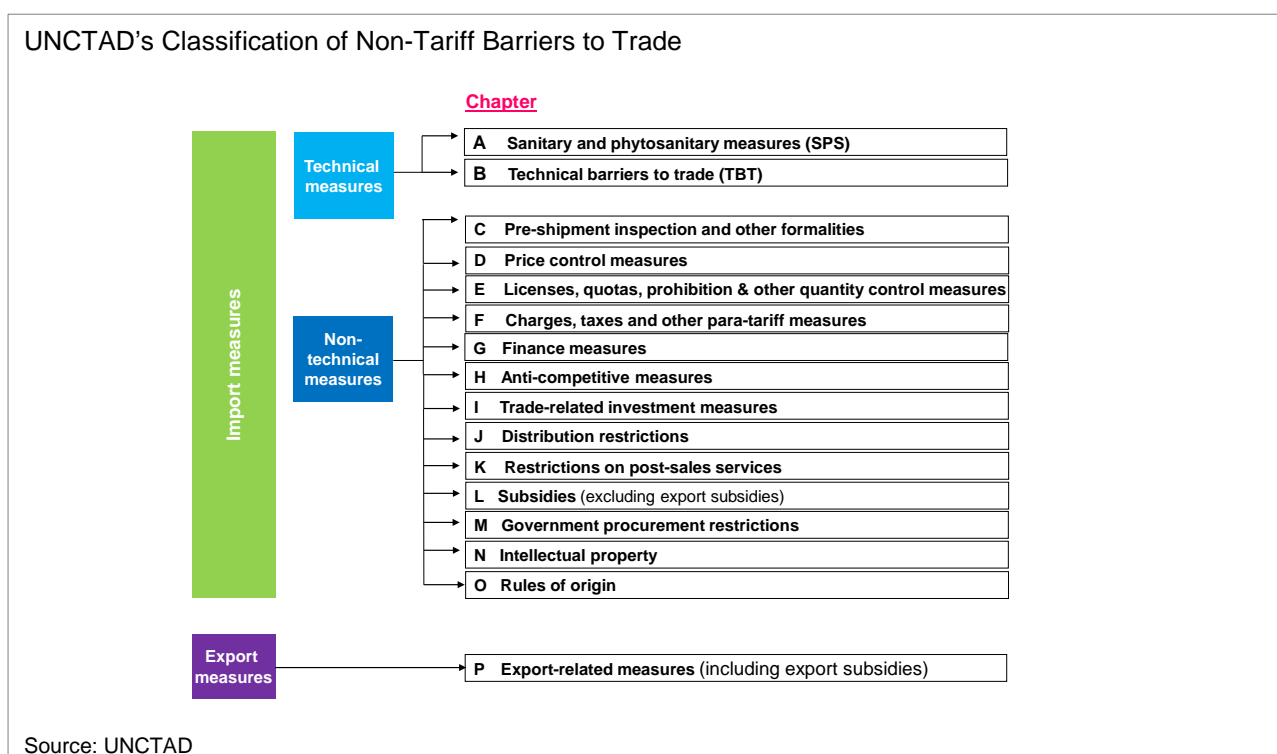 UNCTAD’s Classification of Non-Tariff Barriers to Trade
Chapter
Import measures
Technical
measures
A Sanitary and phytosanitary measures (SPS)
B Technical barriers to trade (TBT)
Non-
technical
measures
C Pre-shipment inspection and other formalities
D Price control measures
E Licenses, quotas, prohibition & other quantity control measures
F Charges, taxes and other para-tariff measures
G Finance measures
H Anti-competitive measures
I Trade-related investment measures
J Distribution restrictions
K Restrictions on post-sales services
L Subsidies (excluding export subsidies)
M Government procurement restrictions
N Intellectual property
O Rules of origin
Export
measures
P Export-related measures (including export subsidies)
Source: UNCTAD